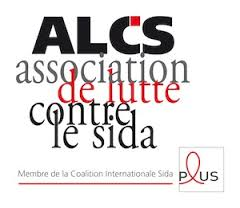 ALCS
association
de lutte
contre
le sida
Membre de la Coalition Internationale Sida
PLUS